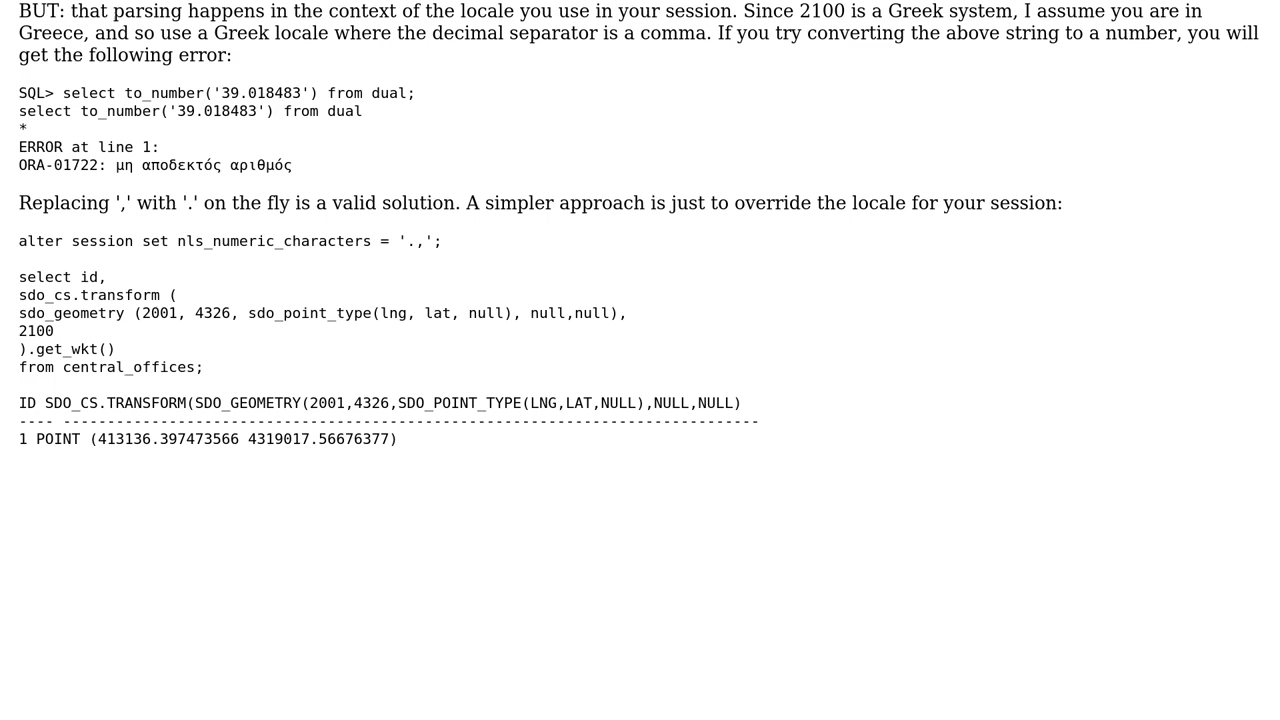 BUT: that parsing happens in the context of the locale you use in your session. Since 2100 is a Greek system, I assume you are in
Greece, and so use a Greek locale where the decimal separator is a comma. If you try converting the above string to a number, you will
get the following error:
SQL> select to_number('39.018483') from dual;
select to_number('39.018483') from dual
*
ERROR at line 1:
ORA-01722: μη αποδεκτός αριθμός
Replacing ',' with '.' on the fly is a valid solution. A simpler approach is just to override the locale for your session:
alter session set nls_numeric_characters = '.,';
select id,
sdo_cs.transform (
sdo_geometry (2001, 4326, sdo_point_type(lng, lat, null), null,null),
2100
).get_wkt()
from central_offices;
ID SDO_CS.TRANSFORM(SDO_GEOMETRY(2001,4326,SDO_POINT_TYPE(LNG,LAT,NULL),NULL,NULL)
---- -------------------------------------------------------------------------------
1 POINT (413136.397473566 4319017.56676377)